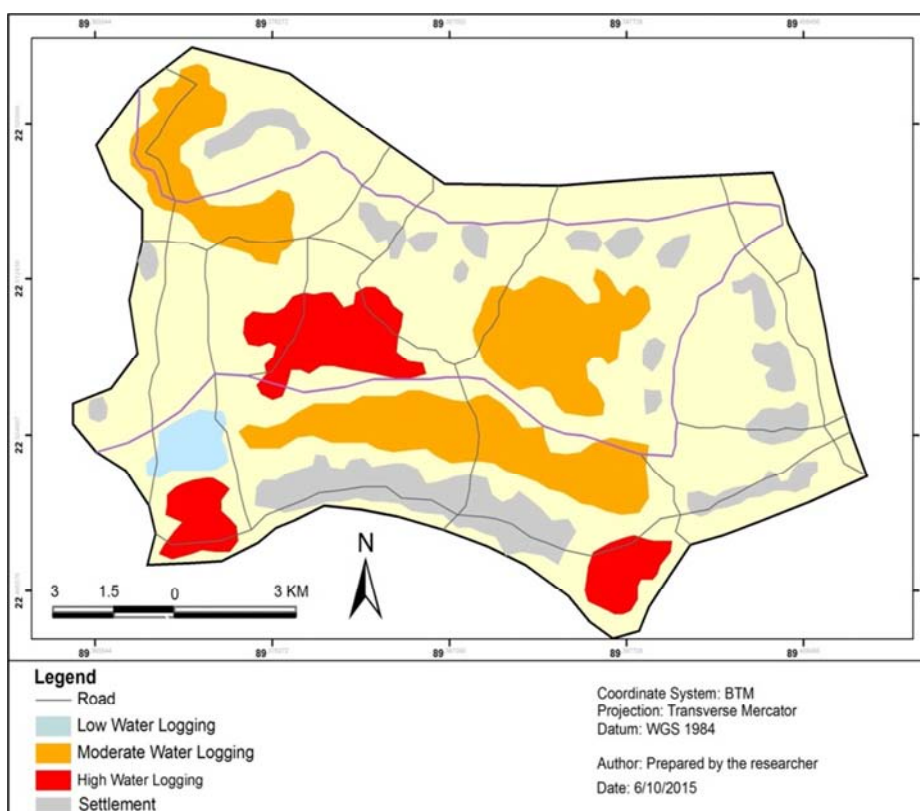 89 89 89 89 89
22
22
22
22
N
3 1.5 0 3 KM
89 89 89 89 89
Legend
Road
Low Water Logging
Moderate Water Logging
High Water Logging
Settlement
Coordinate System: BTM
Projection: Transverse Mercator
Datum: WGS 1984
Author: Prepared by the researcher
Date: 6/10/2015